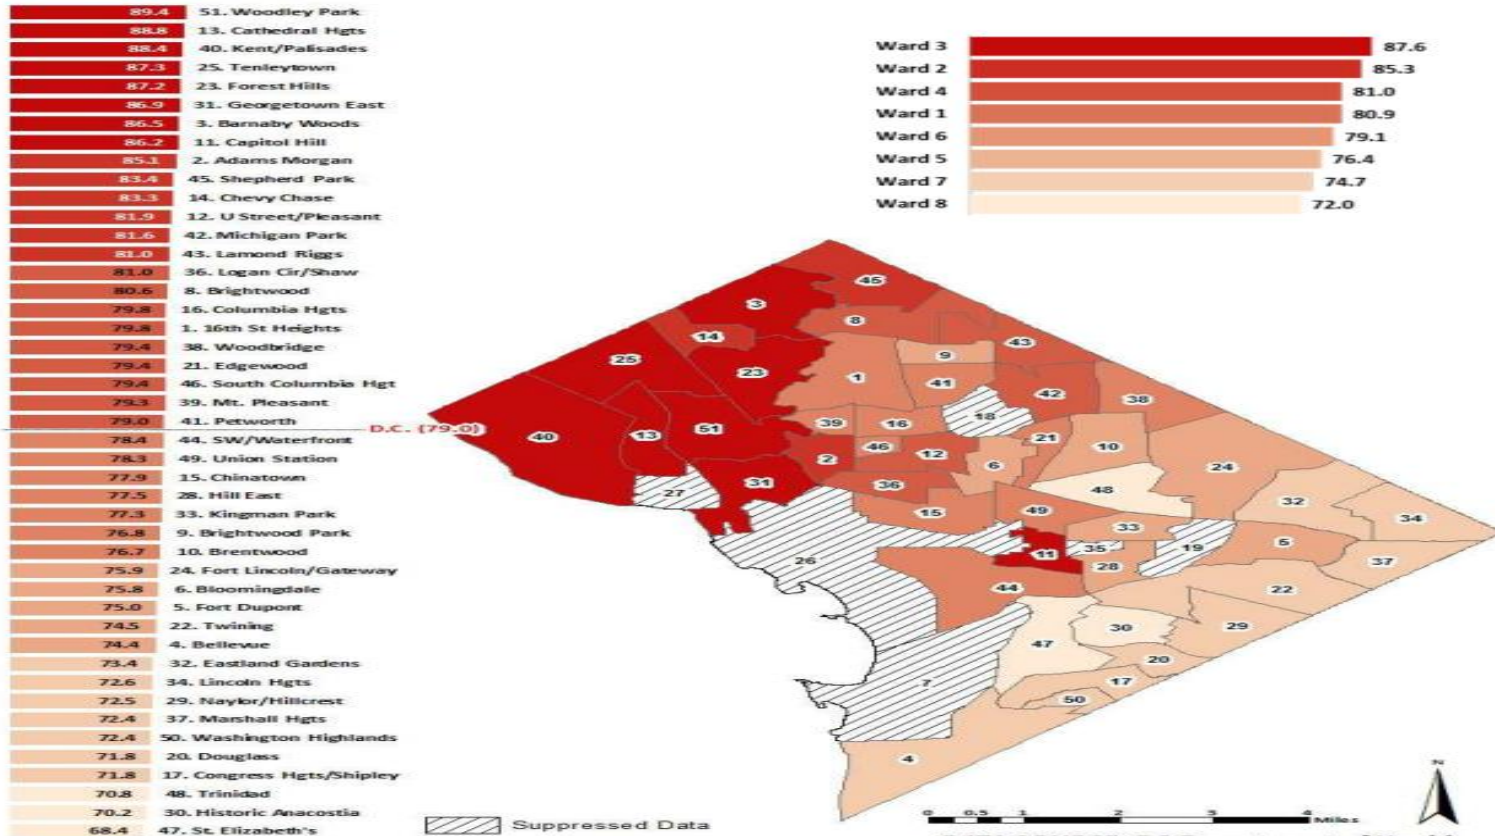 89.4 51. Woodley Park
88.8 13. Cathedral Hgts
88.4 40. Kent/Palisades
87.3 25. Tenleytown
87.2 23. Forest Hills
86.9 31. Georgetown East
86.5 3. Barnaby Woods
86.2 11. Capitol Hill
85.1 2. Adams Morgan
83.4 45. Shepherd Park
83.3 14. Chevy Chase
81.9 12. U Street/Pleasant
81.6 42. Michigan Park
81.0 43. Lamond Riggs
81.0 36. Logan Cir/Shaw
80.6 8. Brightwood
79.8 16. Columbia Hgts
79.8 1. 16th St Heights
79.4 38. Woodbridge
79.4 21. Edgewood
79.4 46. South Columbia Hgt
79.3 39. Mt. Pleasant
79.0 41. Petworth
D.C. (79.0)
78.4 44. SW/Waterfront
78.3 49. Union Station
77.9 15. Chinatown
77.5 28. Hill East
77.3 33. Kingman Park
76.8 9. Brightwood Park
76.7 10. Brentwood
75.9 24. Fort Lincoln/Gateway
75.8 6. Bloomingdale
75.0 5. Fort Dupont
74.5 22. Twining
74.4 4. Bellevue
73.4 32. Eastland Gardens
72.6 34. Lincoln Hgts
72.5 29. Naylor/Hillcrest
72.4 37. Marshall Hgts
72.4 50. Washington Highlands
71.8 20. Douglass
71.8 17. Congress Hgts/Shipley
70.8 48. Trinidad
70.2 30. Historic Anacostia
68.4 47. St. Elizabeth's
Ward 3 87.6
Ward 2 85.3
Ward 4 81.0
Ward 1 80.9
Ward 6 79.1
Ward 5 76.4
Ward 7 74.7
Ward 8 72.0
45
3
8
14
43
25
9
23
1
41
42
38
18
39
16
51
40
13
21
46
12
10
2
6
24
31
36
48
27
32
15
49
33
34
35
19
5
11
26
28
37
44
22
30
29
47
20
17
7
50
4
Suppressed Data
N
0 0.5 1 2 3 4 Miles